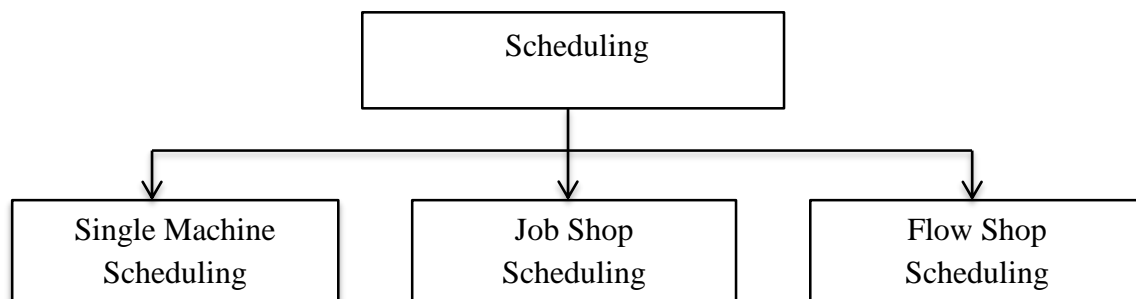 Scheduling
Single Machine
Scheduling
Job Shop
Scheduling
Flow Shop
Scheduling